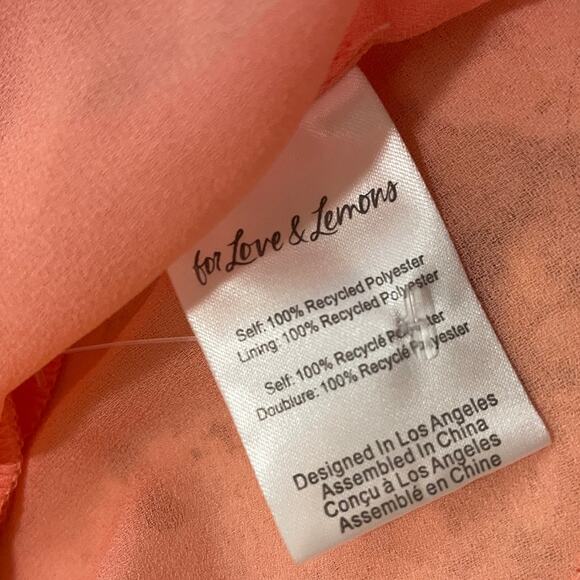 for Love & Lemons
Self: 100% Recycled Polyester
Lining: 100% Recycled Polyester
Self: 100% Recyclé
Doublure: 100% Recyclé Polyester
Designed In Los Angeles
Assembled In China
Conçu à Los Angeles
Assemblé en Chine